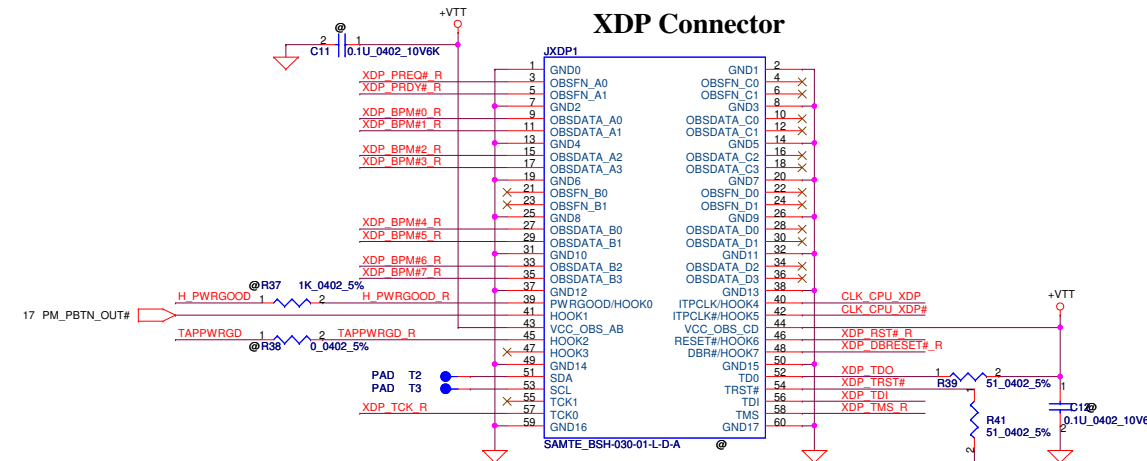 XDP Connector
+VTT
@
2 1
C11 0.1U_0402_10V6K
JXDP1
1 GND0 GND1 2
XDP_PREQ#_R 3 OBSFN_A0 OBSFN_C0 4
XDP_PRDY#_R 5 OBSFN_A1 OBSFN_C1 6
7 GND2 GND3 8
XDP_BPM#0_R 9 OBSDATA_A0 OBSDATA_C0 10
XDP_BPM#1_R 11 OBSDATA_A1 OBSDATA_C1 12
13 GND4 GND5 14
XDP_BPM#2_R 15 OBSDATA_A2 OBSDATA_C2 16
XDP_BPM#3_R 17 OBSDATA_A3 OBSDATA_C3 18
19 GND6 GND7 20
21 OBSFN_B0 OBSFN_D0 22
23 OBSFN_B1 OBSFN_D1 24
25 GND8 GND9 26
XDP_BPM#4_R 27 OBSDATA_B0 OBSDATA_D0 28
XDP_BPM#5_R 29 OBSDATA_B1 OBSDATA_D1 30
31 GND10 GND11 32
XDP_BPM#6_R 33 OBSDATA_B2 OBSDATA_D2 34
XDP_BPM#7_R 35 OBSDATA_B3 OBSDATA_D3 36
37 GND12 GND13 38
@R37 1K_0402_5%
H_PWRGOOD 1 2 H_PWRGOOD_R 39 PWRGOOD/HOOK0 ITPCLK/HOOK4 40 CLK_CPU_XDP
17 PM_PBTN_OUT# 41 HOOK1 ITPCLK#/HOOK5 42 CLK_CPU_XDP#
+VTT
43 VCC_OBS_AB VCC_OBS_CD 44
TAPPWRGD 1 2 TAPPWRGD_R 45 HOOK2 RESET#/HOOK6 46 XDP_RST#_R
@R38 0_0402_5%
47 HOOK3 DBR#/HOOK7 48 XDP_DBRESET#_R
49 GND14 GND15 50
PAD T2 51 SDA TD0 52 XDP_TDO
R39 1 2 51_0402_5%
PAD T3 53 SCL TRST# 54 XDP_TRST#
55 TCK1 TDI 56 XDP_TDI
XDP_TCK_R 57 TCK0 TMS 58 XDP_TMS_R
59 GND16 GND17 60
1 R41 51_0402_5% 2
1 C12@ 0.1U_0402_10V6 2
SAMTE_BSH-030-01-L-D-A @